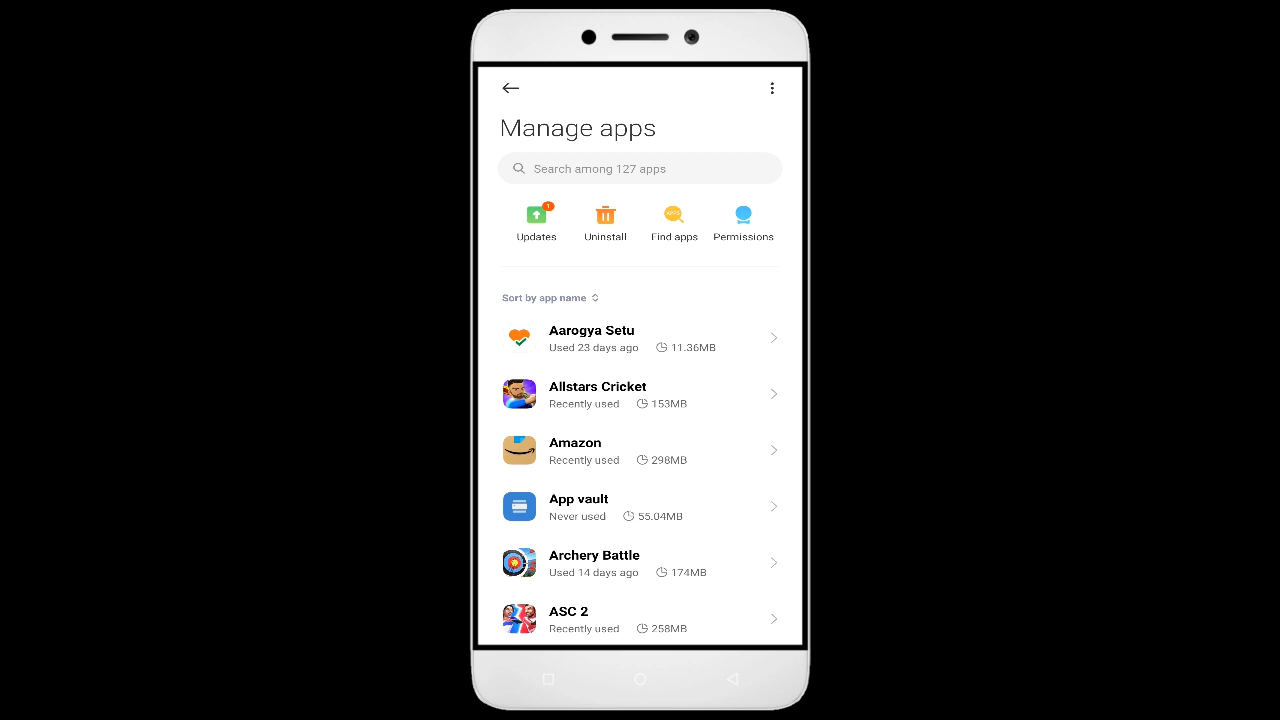 Manage apps
Search among 127 apps
1
APPS
Updates Uninstall Find apps Permissions
Sort by app name
Aarogya Setu
Used 23 days ago 11.36MB
Allstars Cricket
Recently used 153MB
Amazon
Recently used 298MB
App vault
Never used 55.04MB
Archery Battle
Used 14 days ago 174MB
ASC 2
Recently used 258MB